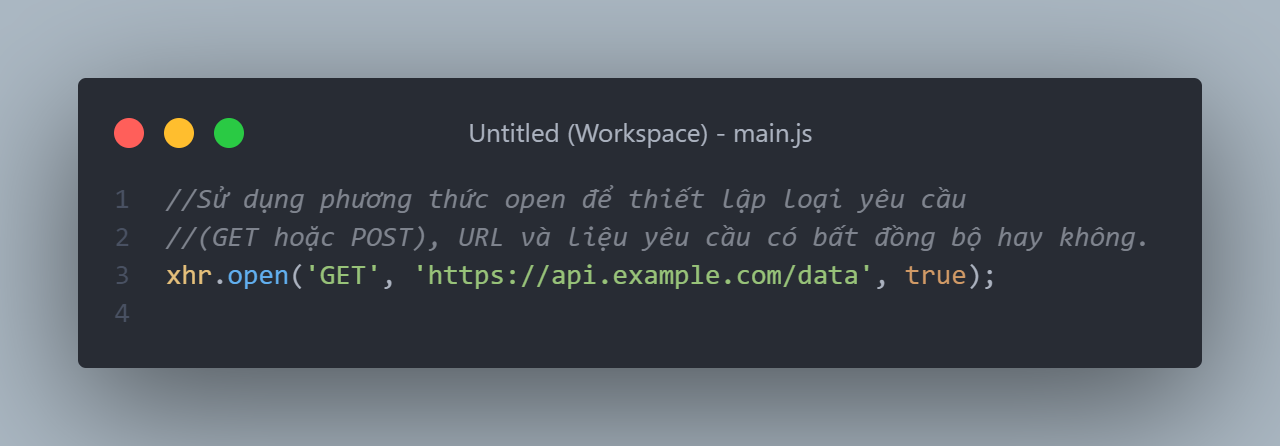 Untitled (Workspace) - main.js
1 //Sử dụng phương thức open để thiết lập loại yêu cầu
2 //(GET hoặc POST), URL và liệu yêu cầu có bất đồng bộ hay không.
3 xhr.open('GET', 'https://api.example.com/data', true);
4